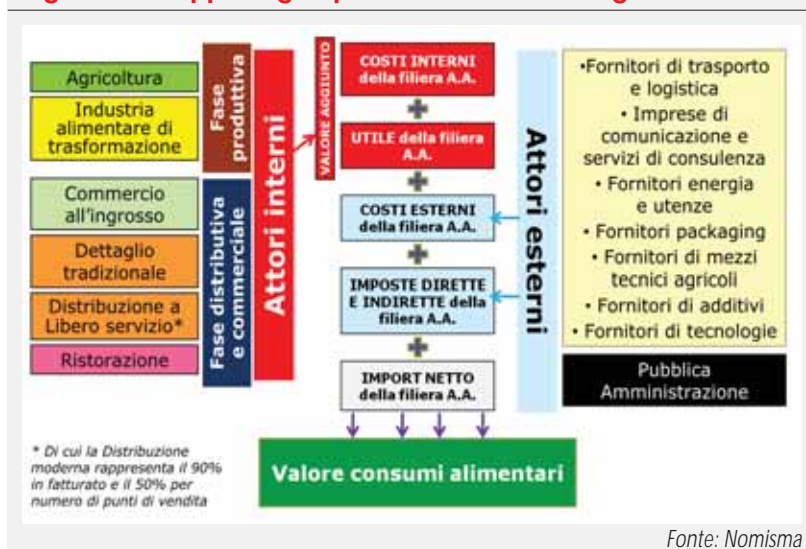 Agricoltura
Industria
alimentare di
trasformazione
Commercio
all'ingrosso
Dettaglio
tradizionale
Distribuzione a
Libero servizio*
Ristorazione
Fase
produttiva
Fase distributiva
e commerciale
Attori interni
VALORE AGGIUNTO
COSTI INTERNI
della filiera A.A.
+
UTILE della filiera
A.A.
+
COSTI ESTERNI
della filiera A.A.
+
IMPOSTE DIRETTE
E INDIRETTE della
filiera A.A.
+
IMPORT NETTO
della filiera A.A.
Attori esterni
•Fornitori di trasporto
e logistica
• Imprese di
comunicazione e
servizi di consulenza
• Fornitori energia
e utenze
• Fornitori packaging
• Fornitori di mezzi
tecnici agricoli
• Fornitori di additivi
• Fornitori di tecnologie
Pubblica
Amministrazione
* Di cui la Distribuzione
moderna rappresenta il 90%
in fatturato e il 50% per
numero di punti di vendita
Valore consumi alimentari
Fonte: Nomisma